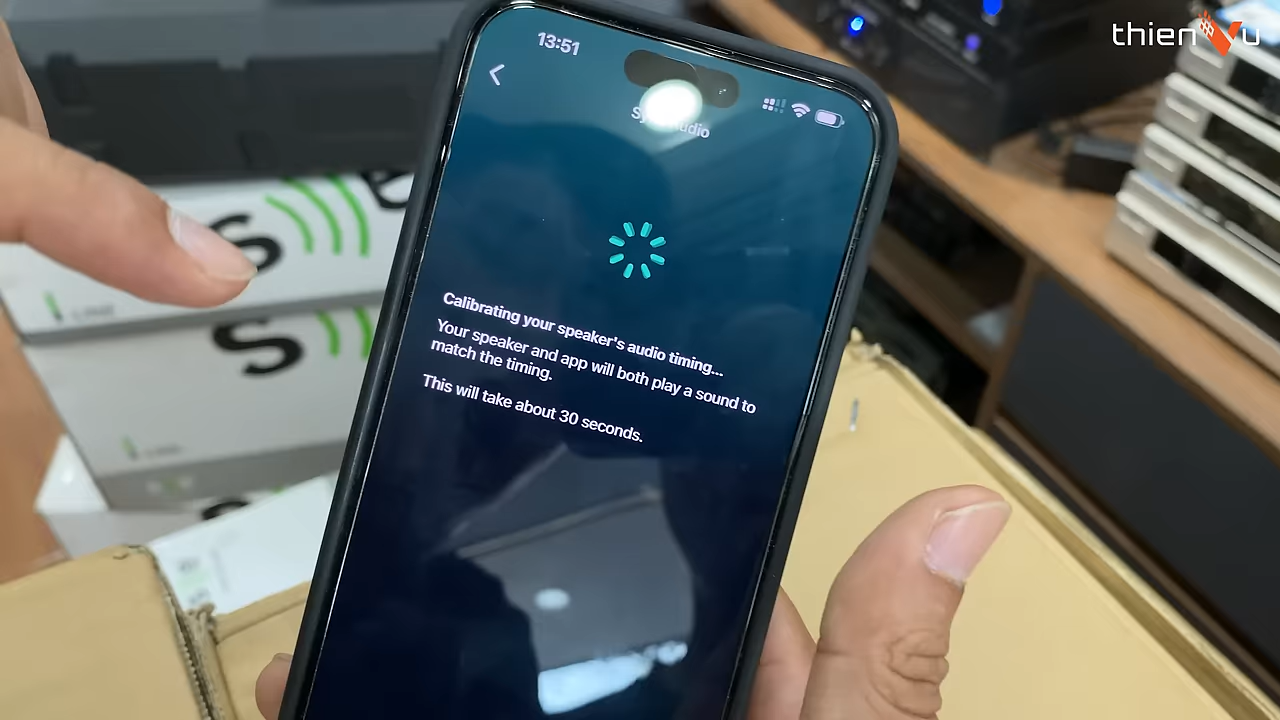 thienVu
13:51
Calibrating your speaker's audio timing...
Your speaker and app will both play a sound to
match the timing.
This will take about 30 seconds.